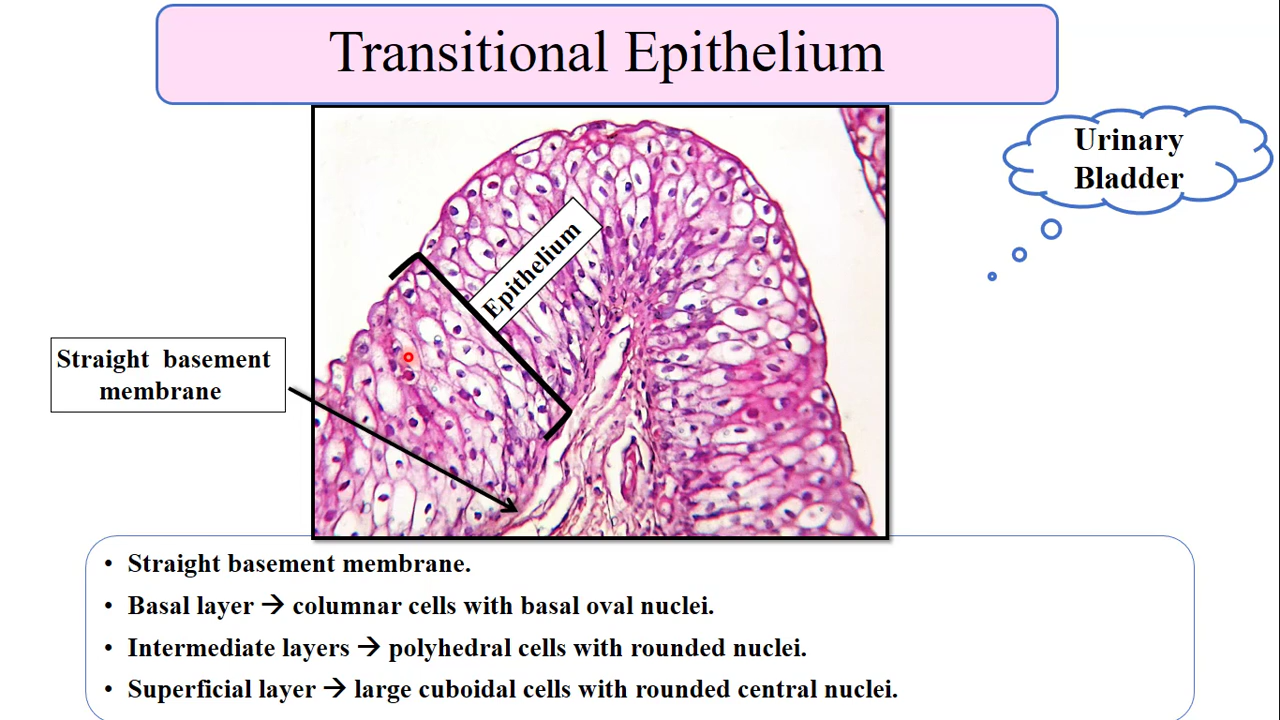 Transitional Epithelium
Urinary
Bladder
Epithelium
Straight basement
membrane
• Straight basement membrane.
• Basal layer → columnar cells with basal oval nuclei.
• Intermediate layers → polyhedral cells with rounded nuclei.
• Superficial layer → large cuboidal cells with rounded central nuclei.